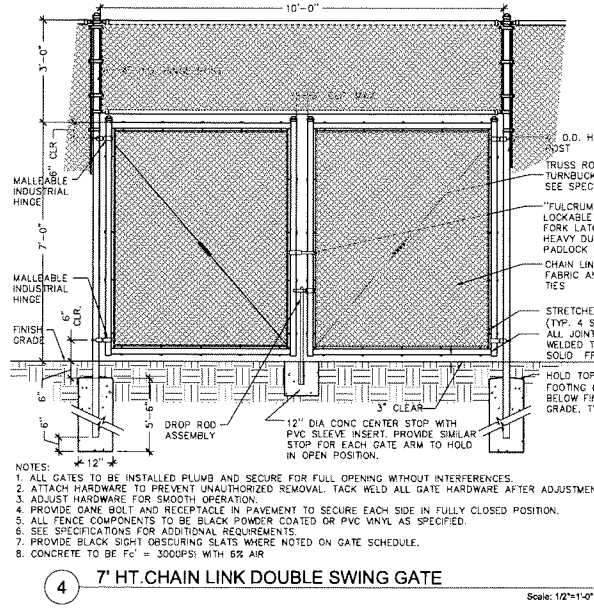 10'-0"
3'-0"
7'-0"
6" CLR
MALLEABLE
INDUSTRIAL
HINGE
MALLEABLE
INDUSTRIAL
HINGE
6"
CLR.
FINISH
GRADE
6"
6"
12"
5'-6"
O.D. H
POST
TRUSS RO
TURNBUCK
SEE SPEC
"FULCRUM
LOCKABLE
FORK LAT
HEAVY DU
PADLOCK
CHAIN LIN
FABRIC AN
TIES
STRETCHE
(TYP. 4 S
ALL JOINT
WELDED T
SOLID FR
HOLD TOP
FOOTING
BELOW FI
GRADE, T
3" CLEAR
DROP ROD
ASSEMBLY
12" DIA CONC CENTER STOP WITH
PVC SLEEVE INSERT. PROVIDE SIMILAR
STOP FOR EACH GATE ARM TO HOLD
IN OPEN POSITION.
NOTES:
1. ALL GATES TO BE INSTALLED PLUMB AND SECURE FOR FULL OPENING WITHOUT INTERFERENCES.
2. ATTACH HARDWARE TO PREVENT UNAUTHORIZED REMOVAL. TACK WELD ALL GATE HARDWARE AFTER ADJUSTMEN
3. ADJUST HARDWARE FOR SMOOTH OPERATION.
4. PROVIDE CANE BOLT AND RECEPTACLE IN PAVEMENT TO SECURE EACH SIDE IN FULLY CLOSED POSITION.
5. ALL FENCE COMPONENTS TO BE BLACK POWDER COATED OR PVC VINYL AS SPECIFIED.
6. SEE SPECIFICATIONS FOR ADDITIONAL REQUIREMENTS.
7. PROVIDE BLACK SIGHT OBSCURING SLATS WHERE NOTED ON GATE SCHEDULE.
8. CONCRETE TO BE Fc' = 3000PSI WITH 6% AIR
4
7' HT.CHAIN LINK DOUBLE SWING GATE
Scale: 1/2"=1'-0"